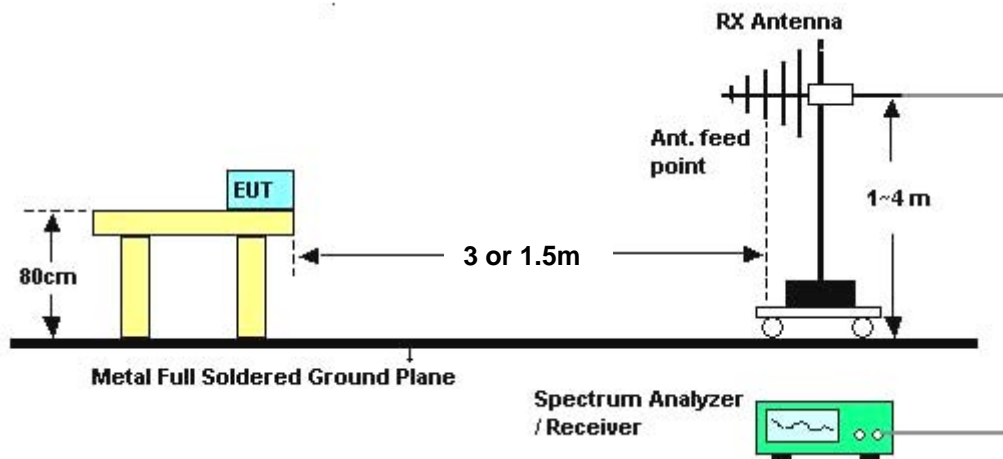 RX Antenna
Ant. feed
point
EUT
1~4 m
3 or 1.5m
80cm
Metal Full Soldered Ground Plane
Spectrum Analyzer
/ Receiver